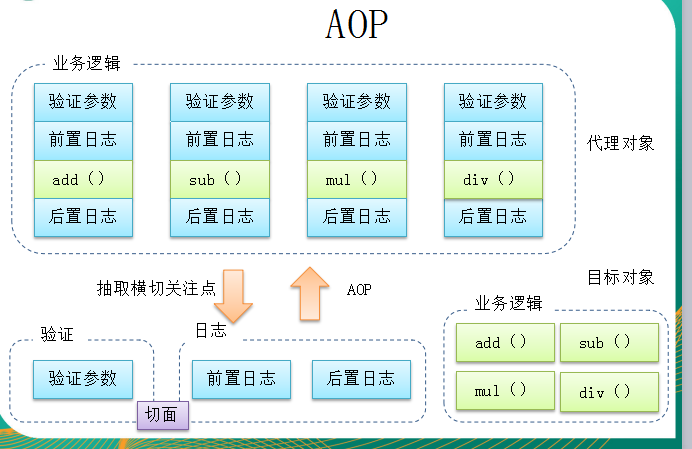 AOP
业务逻辑
验证参数 验证参数 验证参数 验证参数
前置日志 前置日志 前置日志 前置日志
代理对象
add（） sub（） mul（） div（）
后置日志 后置日志 后置日志 后置日志
抽取横切关注点
AOP
目标对象
业务逻辑
验证
日志
add（） sub（）
验证参数
前置日志 后置日志
mul（） div（）
切面